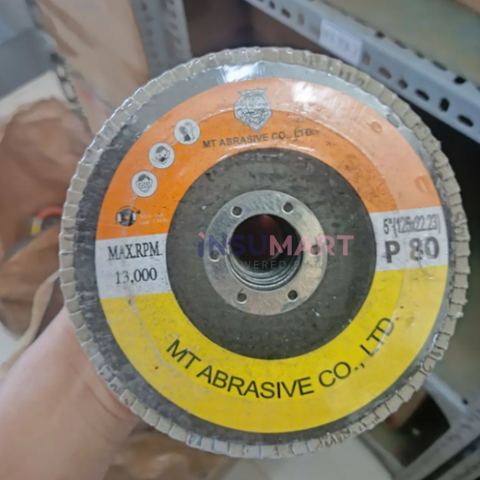 MT ABRASIVE CO., LTD.
MAX.RPM
13,000
5"(125x22.23)
P 80
INSUMART
MT ABRASIVE CO., LTD.